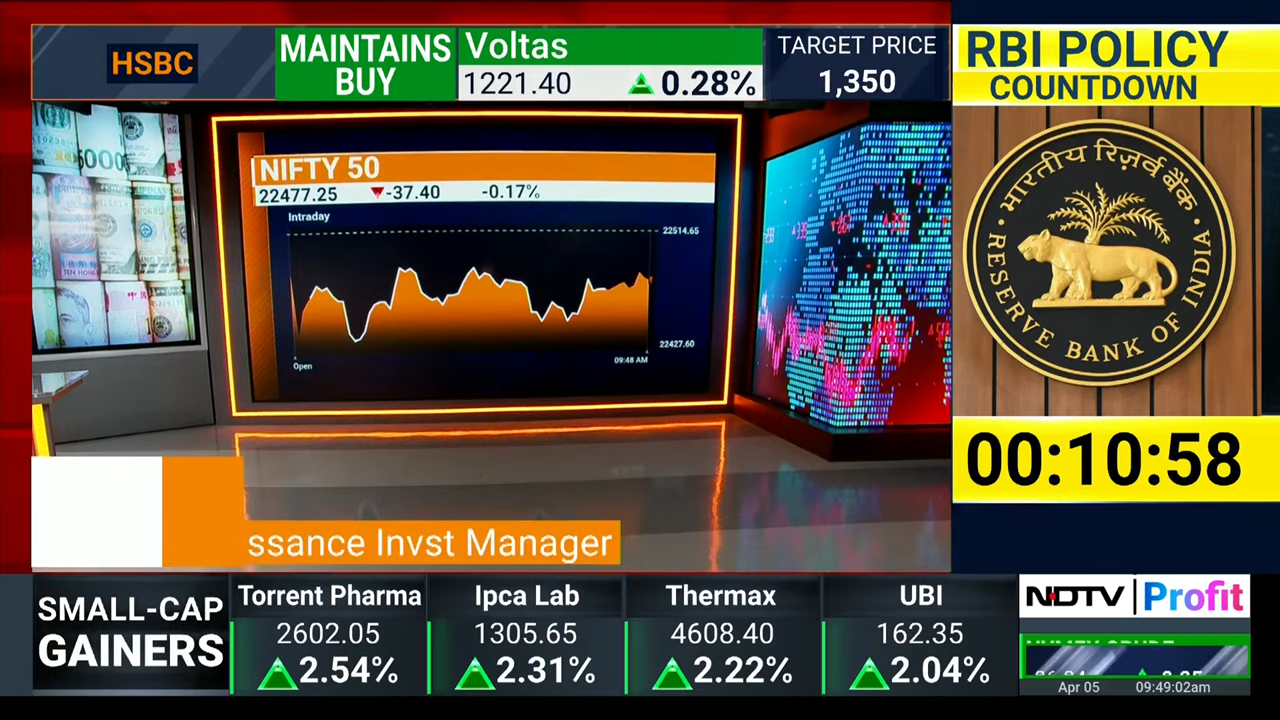 HSBC
MAINTAINS
BUY
Voltas
1221.40 0.28%
TARGET PRICE
1,350
RBI POLICY
COUNTDOWN
5000
TEN HONG
NIFTY 50
22477.25 -37.40 -0.17%
Intraday
22514.65
22427.60
Open
09:48 AM
भारतीय रिज़र्व बैंक
RESERVE BANK OF INDIA
00:10:58
ssance Invst Manager
SMALL-CAP
GAINERS
Torrent Pharma
2602.05
2.54%
Ipca Lab
1305.65
2.31%
Thermax
4608.40
2.22%
UBI
162.35
2.04%
NDTV Profit
Apr 05 09:49:02am